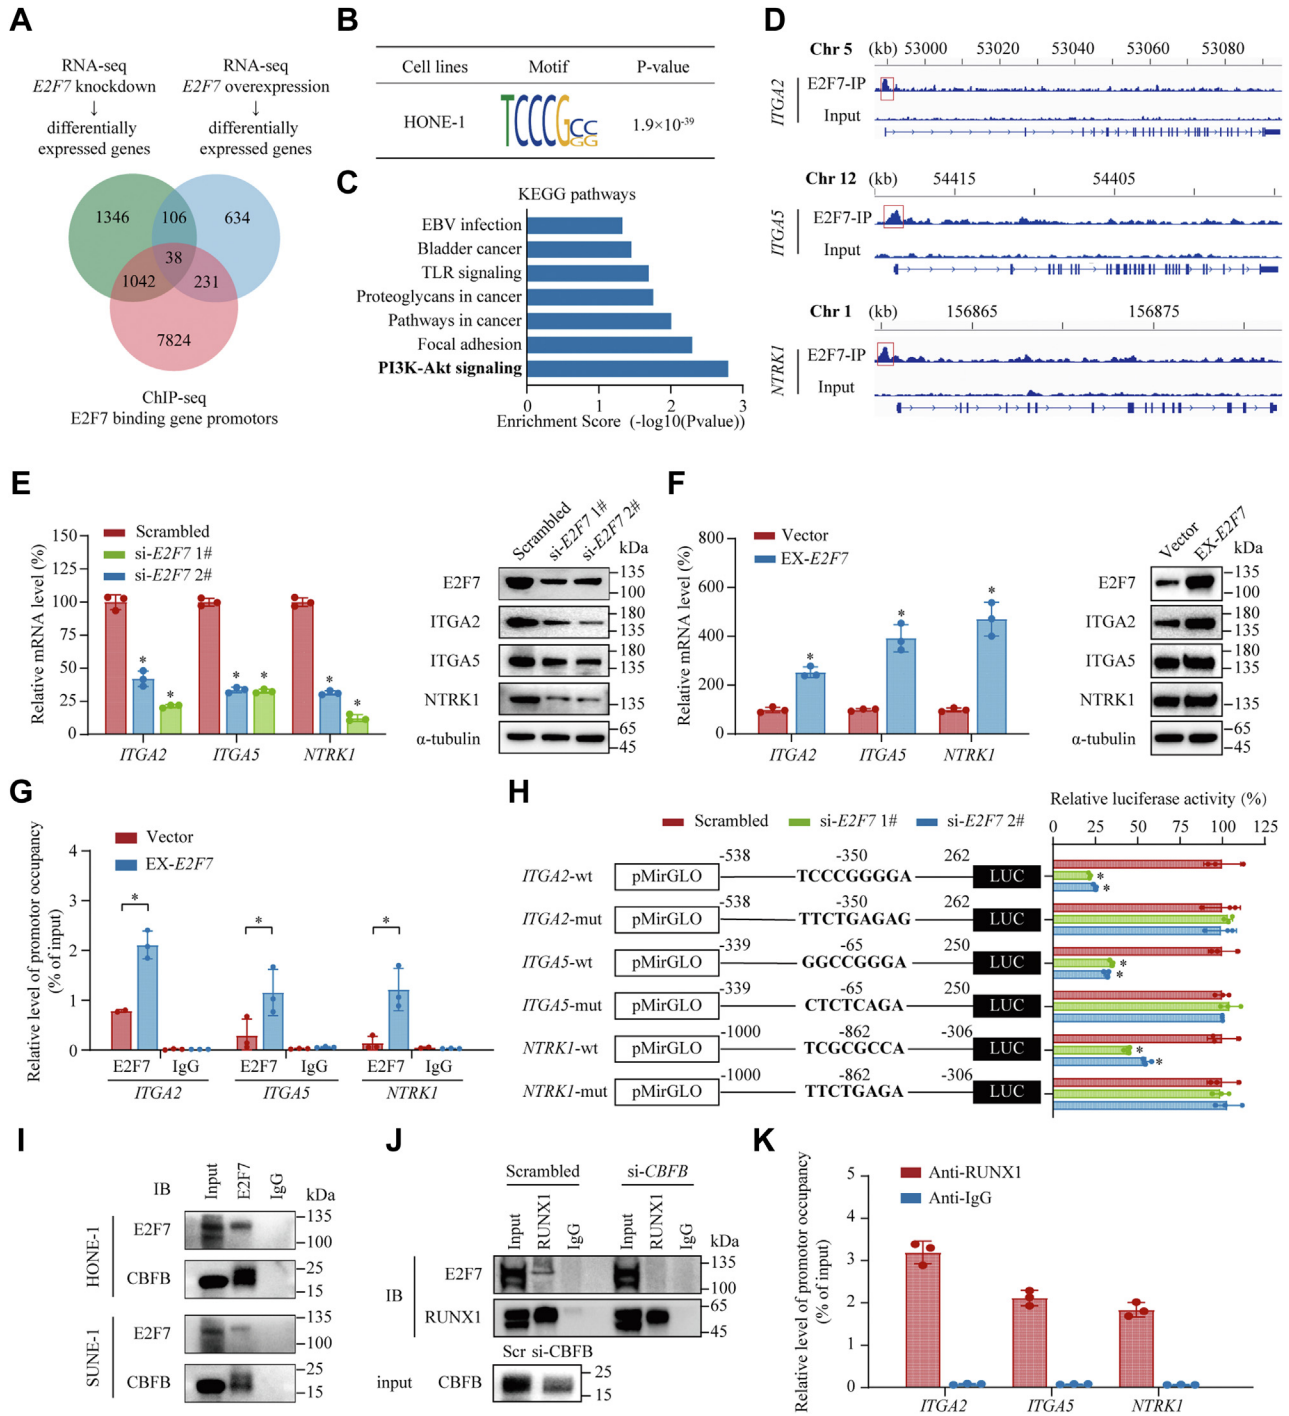 A
RNA-seq
E2F7 knockdown
↓
differentially
expressed genes
RNA-seq
E2F7 overexpression
↓
differentially
expressed genes
1346
106
634
38
1042
231
7824
ChIP-seq
E2F7 binding gene promotors
B
Cell lines Motif P-value
HONE-1 TCCCGCC GG 1.9×10-39
C
KEGG pathways
EBV infection
Bladder cancer
TLR signaling
Proteoglycans in cancer
Pathways in cancer
Focal adhesion
PI3K-Akt signaling
0 1 2 3
Enrichment Score (-log10(Pvalue))
D
Chr 5 (kb) 53000 53020 53040 53060 53080
ITGA2
E2F7-IP
Input
Chr 12 (kb) 54415 54405
ITGA5
E2F7-IP
Input
Chr 1 (kb) 156865 156875
NTRK1
E2F7-IP
Input
E
Relative mRNA level (%)
150
125
100
75
50
25
0
Scrambled
si-E2F7 1#
si-E2F7 2#
* * * * * *
ITGA2 ITGA5 NTRK1
Scrambled si-E2F7 1# si-E2F7 2#
kDa
E2F7 135
100
ITGA2 180
135
ITGA5 180
135
NTRK1 135
α-tubulin 65
45
F
Relative mRNA level (%)
800
600
400
200
0
Vector
EX-E2F7
* * *
ITGA2 ITGA5 NTRK1
Vector EX-E2F7
kDa
E2F7 135
100
ITGA2 180
135
ITGA5 180
135
NTRK1 135
α-tubulin 65
45
G
Relative level of promotor occupancy
(% of input)
4
3
2
1
0
Vector
EX-E2F7
* * *
E2F7 IgG E2F7 IgG E2F7 IgG
ITGA2 ITGA5 NTRK1
H
Relative luciferase activity (%)
Scrambled si-E2F7 1# si-E2F7 2#
0 25 50 75 100 125
-538 -350 262
ITGA2-wt pMirGLO TCCCGGGGA LUC
* *
-538 -350 262
ITGA2-mut pMirGLO TTCTGAGAG LUC
-339 -65 250
ITGA5-wt pMirGLO GGCCGGGA LUC
* *
-339 -65 250
ITGA5-mut pMirGLO CTCTCAGA LUC
-1000 -862 -306
NTRK1-wt pMirGLO TCGCGCCA LUC
* *
-1000 -862 -306
NTRK1-mut pMirGLO TTCTGAGA LUC
I
IB Input E2F7 IgG kDa
HONE-1
E2F7 135
100
CBFB 25
15
SUNE-1
E2F7 135
100
CBFB 25
15
J
Scrambled si-CBFB
Input RUNX1 IgG Input RUNX1 IgG kDa
IB
E2F7 135
100
RUNX1 65
45
Scr si-CBFB
input CBFB 25
15
K
Relative level of promotor occupancy
(% of input)
5
4
3
2
1
0
Anti-RUNX1
Anti-IgG
ITGA2 ITGA5 NTRK1